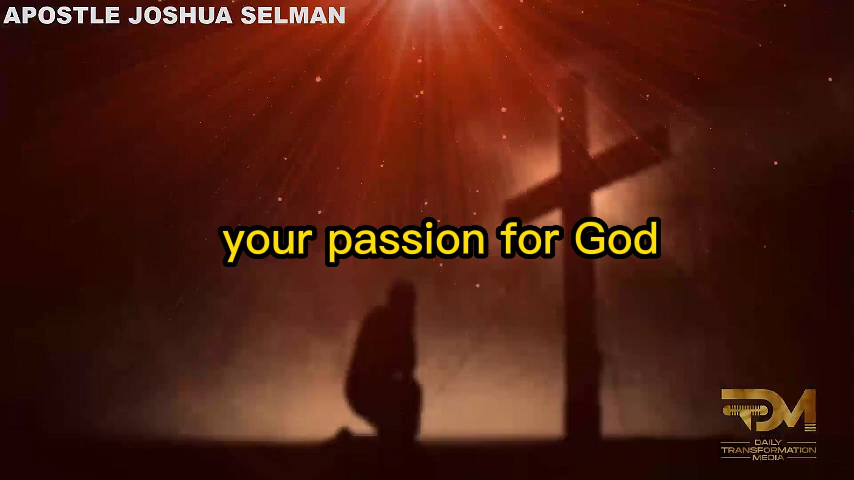 APOSTLE JOSHUA SELMAN
your passion for God
DAILY
TRANSFORMATION
MEDIA